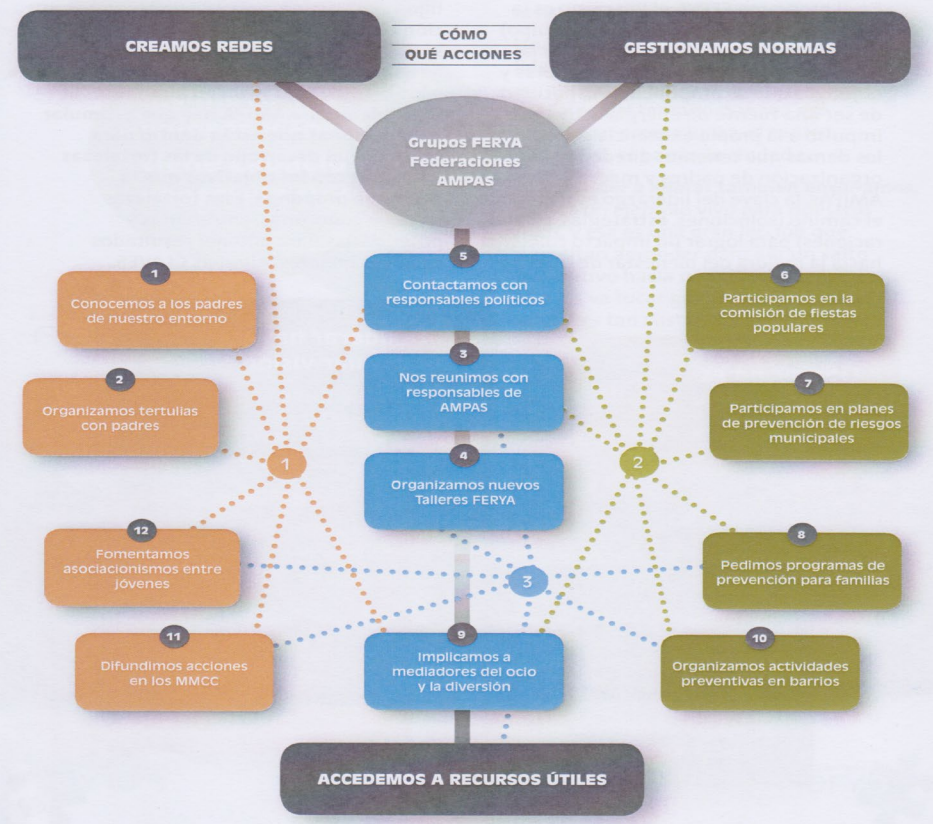 CREAMOS REDES
CÓMO
QUÉ ACCIONES
GESTIONAMOS NORMAS
Grupos FERYA
Federaciones
AMPAS
5
Contactamos con
responsables políticos
1
Conocemos a los padres
de nuestro entorno
6
Participamos en la
comisión de fiestas
populares
3
Nos reunimos con
responsables de
AMPAS
2
Organizamos tertulias
con padres
7
Participamos en planes
de prevención de riesgos
municipales
1
2
4
Organizamos nuevos
Talleres FERYA
12
Fomentamos
asociacionismos entre
jóvenes
3
8
Pedimos programas de
prevención para familias
11
Difundimos acciones
en los MMCC
9
Implicamos a
mediadores del ocio
y la diversión
10
Organizamos actividades
preventivas en barrios
ACCEDEMOS A RECURSOS ÚTILES